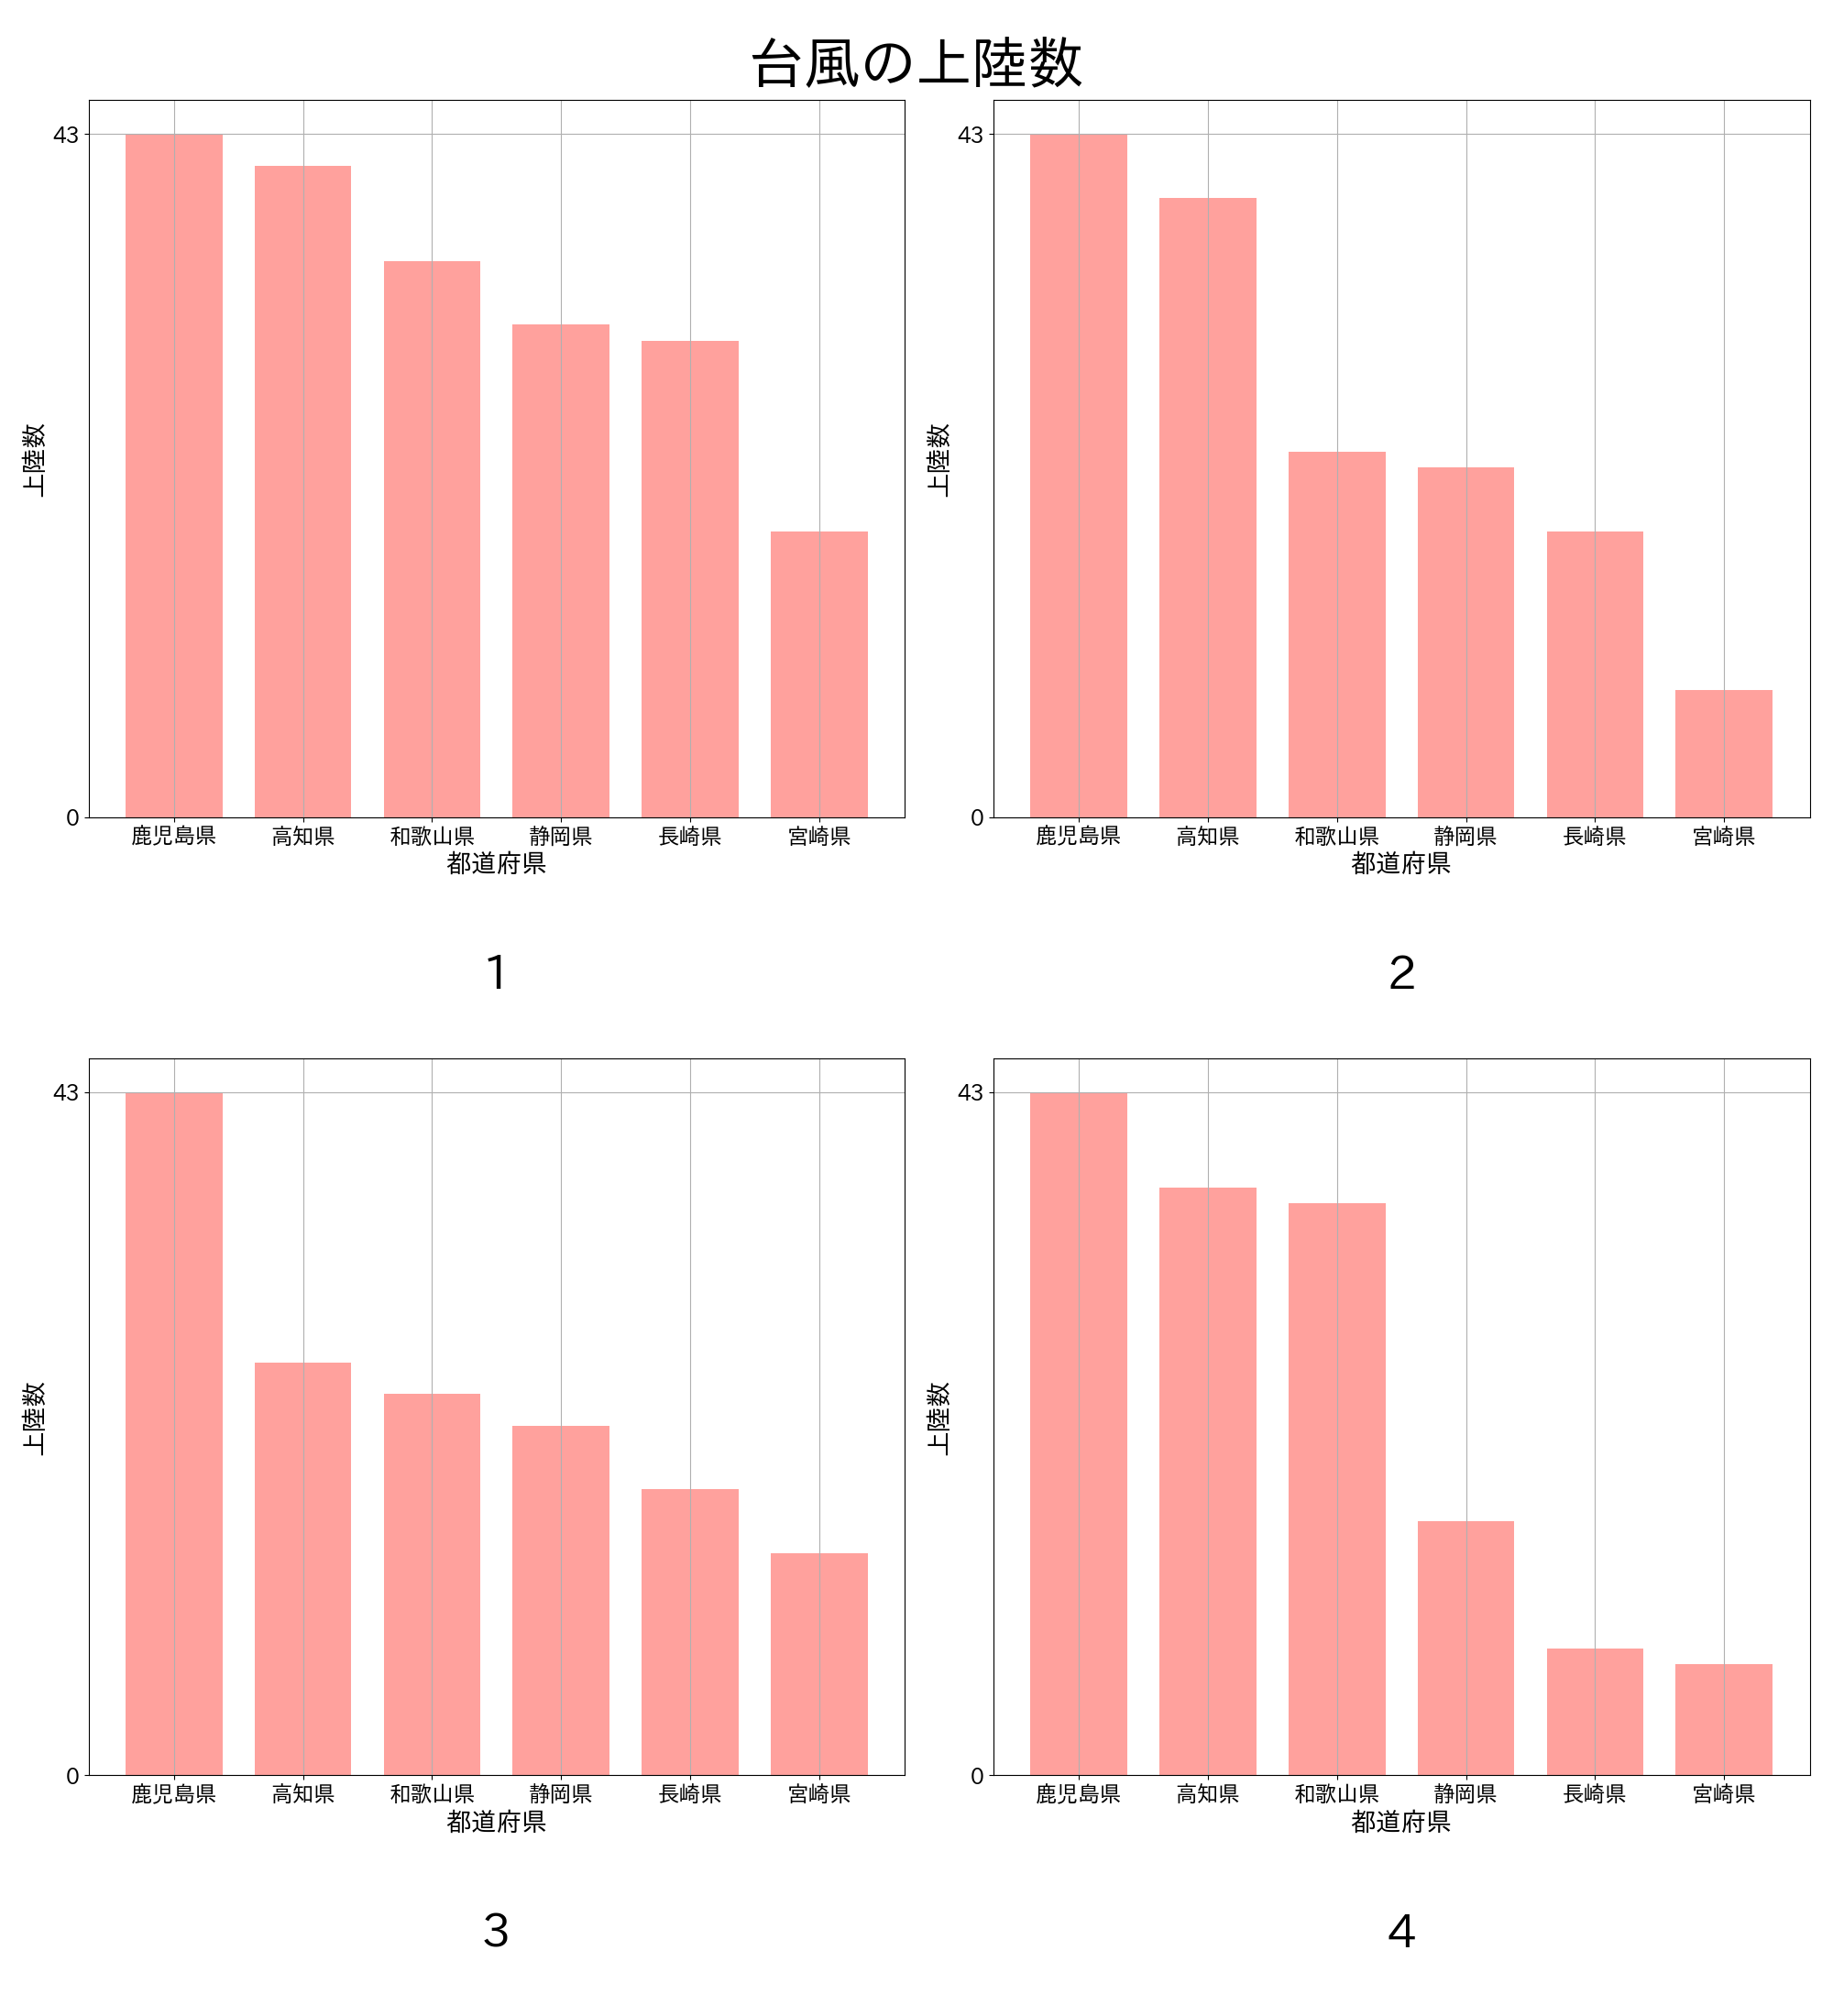 台風の上陸数
43
0
上陸数
鹿児島県 高知県 和歌山県 静岡県 長崎県 宮崎県
都道府県
1
43
0
上陸数
鹿児島県 高知県 和歌山県 静岡県 長崎県 宮崎県
都道府県
2
43
0
上陸数
鹿児島県 高知県 和歌山県 静岡県 長崎県 宮崎県
都道府県
3
43
0
上陸数
鹿児島県 高知県 和歌山県 静岡県 長崎県 宮崎県
都道府県
4